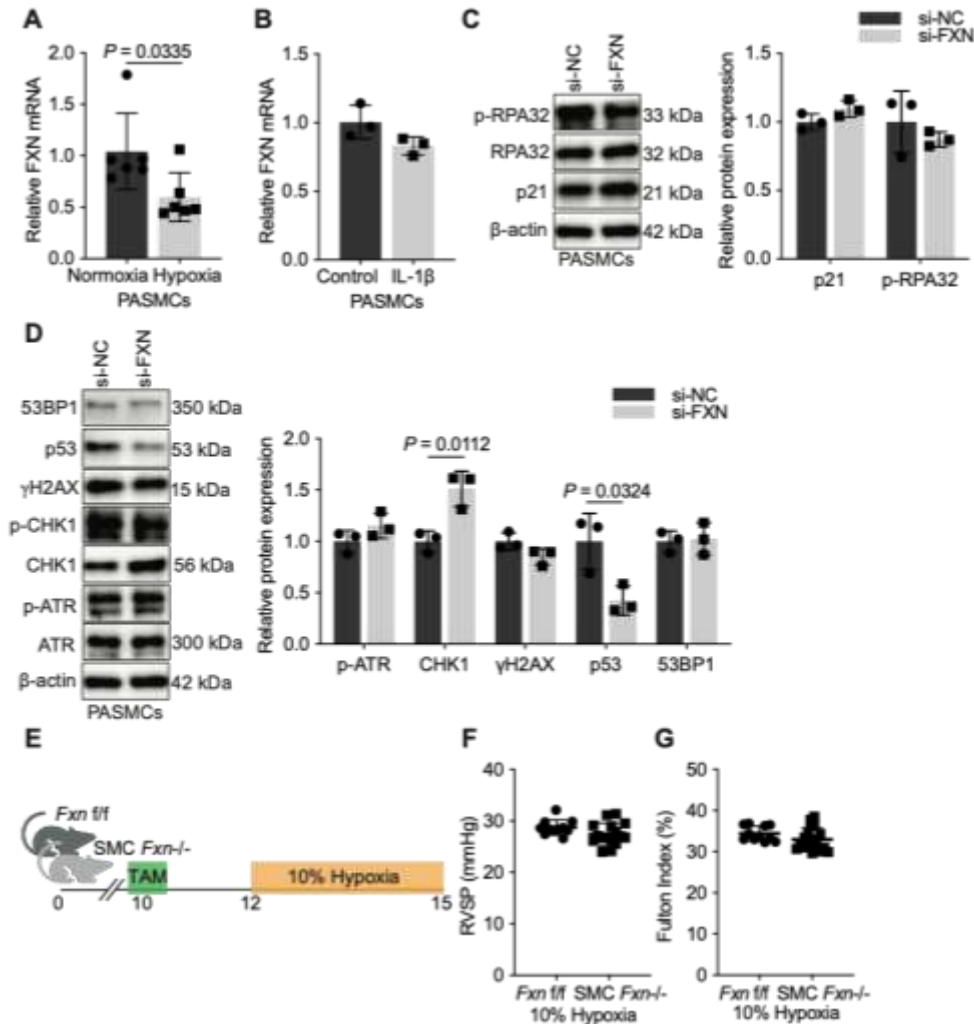 A
Relative FXN mRNA
2.0
1.5
1.0
0.5
0.0
P = 0.0335
Normoxia Hypoxia
PASMCs
B
Relative FXN mRNA
1.5
1.0
0.5
0.0
Control IL-1β
PASMCs
C
si-NC
si-FXN
p-RPA32 33 kDa
RPA32 32 kDa
p21 21 kDa
β-actin 42 kDa
PASMCs
si-NC
si-FXN
Relative protein expression
1.5
1.0
0.5
0.0
p21 p-RPA32
D
si-NC
si-FXN
53BP1 350 kDa
p53 53 kDa
γH2AX 15 kDa
p-CHK1
CHK1 56 kDa
p-ATR
ATR 300 kDa
β-actin 42 kDa
PASMCs
si-NC
si-FXN
Relative protein expression
2.0
1.5
1.0
0.5
0.0
P = 0.0112
P = 0.0324
p-ATR CHK1 γH2AX p53 53BP1
E
Fxn f/f
SMC Fxn-/-
TAM
10% Hypoxia
0 10 12 15
F
RVSP (mmHg)
40
30
20
10
0
Fxn f/f SMC Fxn-/-
10% Hypoxia
G
Fulton Index (%)
50
40
30
20
10
0
Fxn f/f SMC Fxn-/-
10% Hypoxia